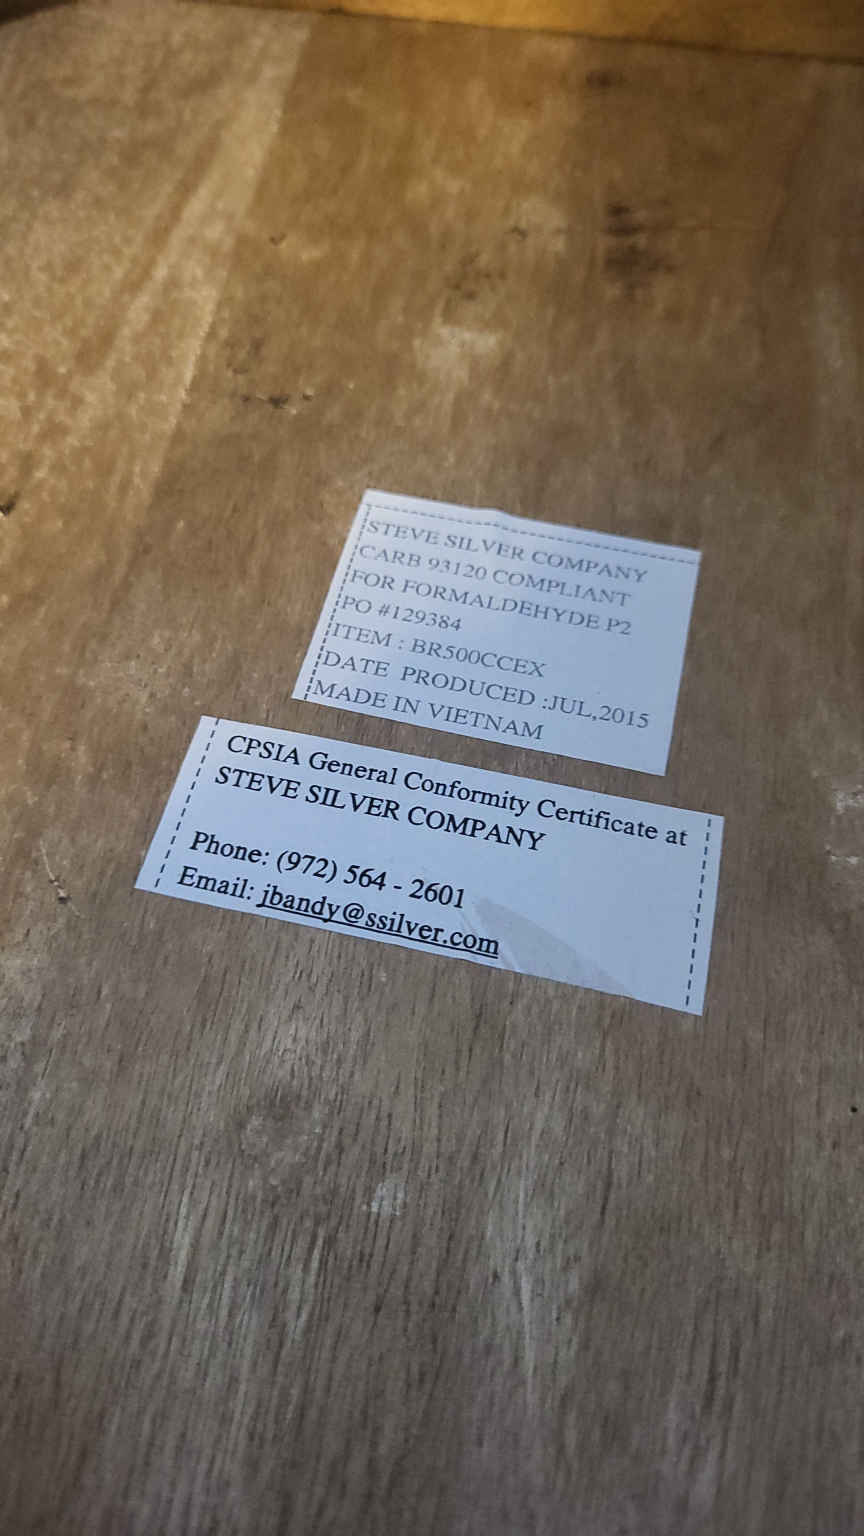 STEVE SILVER COMPANY
CARB 93120 COMPLIANT
FOR FORMALDEHYDE P2
PO #129384
ITEM : BR500CCEX
DATE PRODUCED :JUL,2015
MADE IN VIETNAM
CPSIA General Conformity Certificate at
STEVE SILVER COMPANY
Phone: (972) 564 - 2601
Email: jbandy@ssilver.com